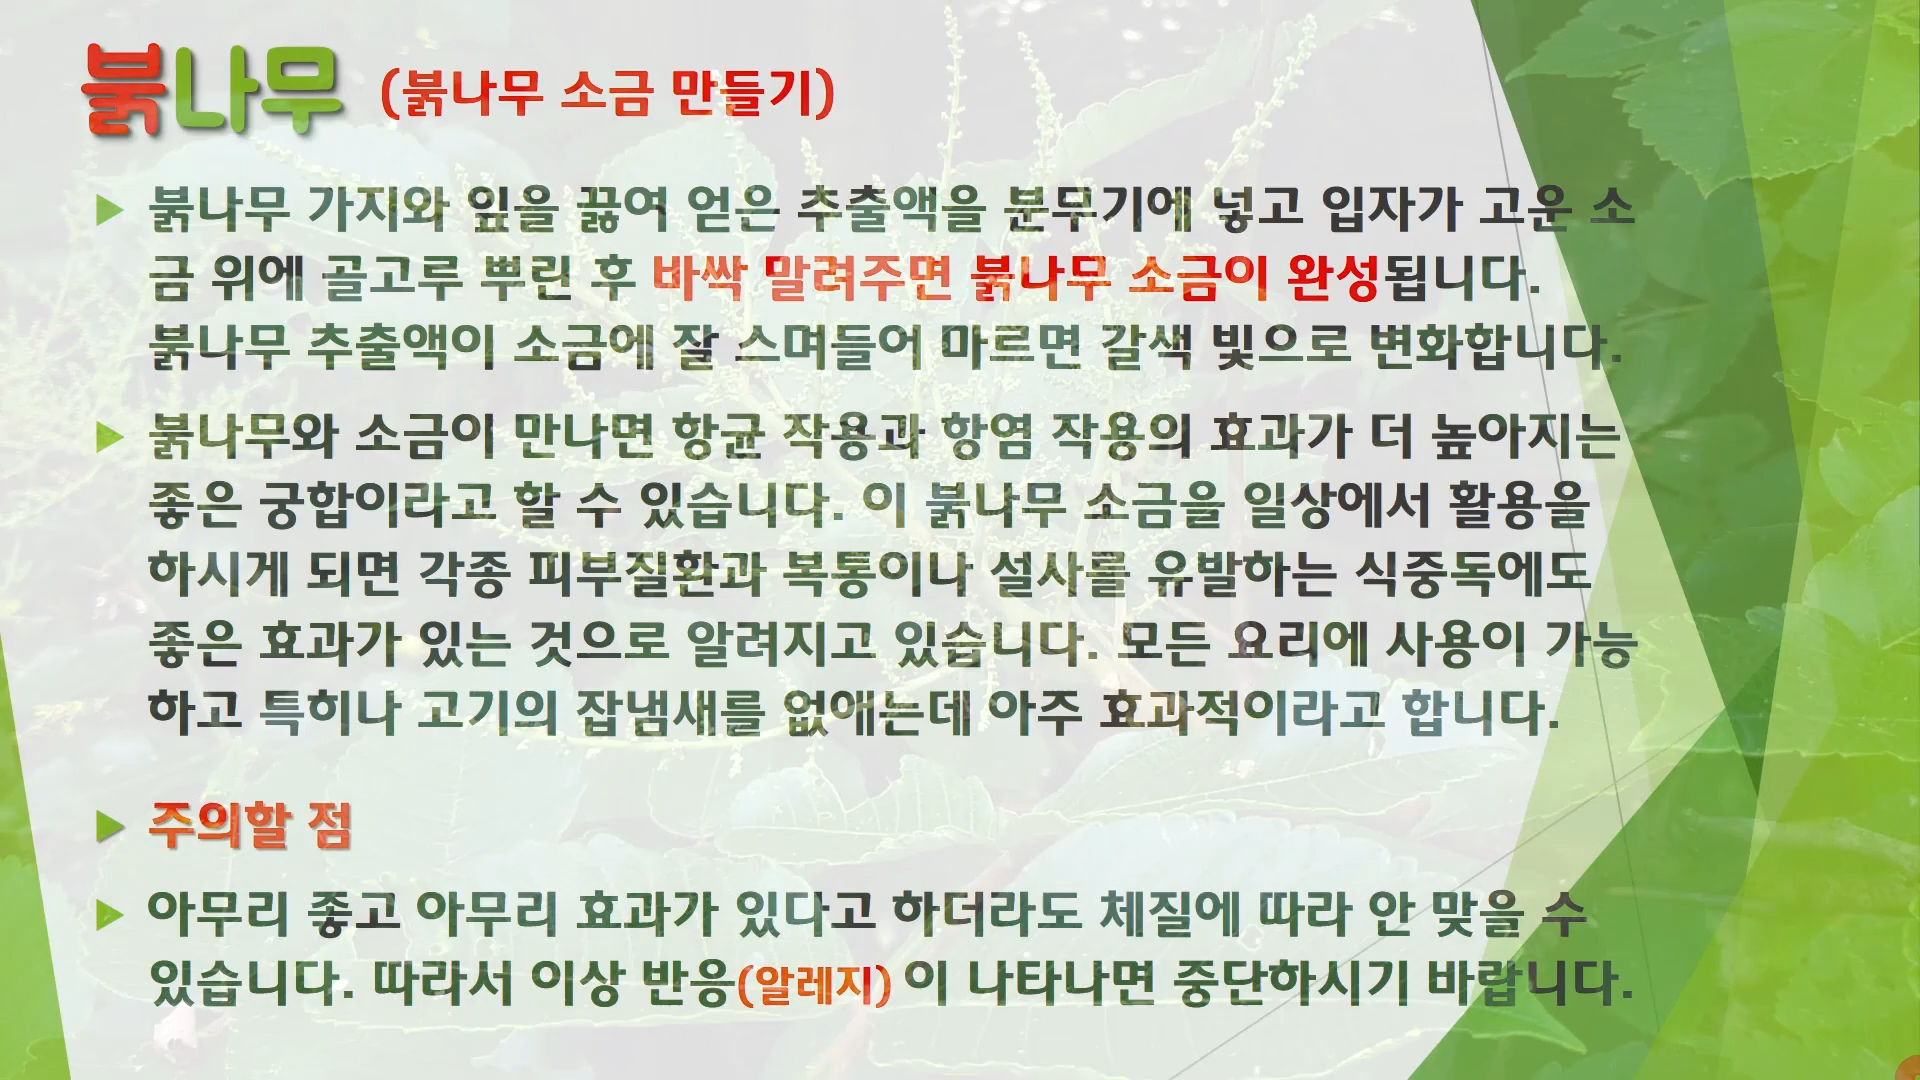 붉나무 (붉나무 소금 만들기)
붉나무 가지와 잎을 끓여 얻은 추출액을 분무기에 넣고 입자가 고운 소
금 위에 골고루 뿌린 후 바싹 말려주면 붉나무 소금이 완성됩니다.
붉나무 추출액이 소금에 잘 스며들어 마르면 갈색 빛으로 변화합니다.
붉나무와 소금이 만나면 항균 작용과 항염 작용의 효과가 더 높아지는
좋은 궁합이라고 할 수 있습니다. 이 붉나무 소금을 일상에서 활용을
하시게 되면 각종 피부질환과 복통이나 설사를 유발하는 식중독에도
좋은 효과가 있는 것으로 알려지고 있습니다. 모든 요리에 사용이 가능
하고 특히나 고기의 잡냄새를 없애는데 아주 효과적이라고 합니다.
주의할 점
아무리 좋고 아무리 효과가 있다고 하더라도 체질에 따라 안 맞을 수
있습니다. 따라서 이상 반응(알레지) 이 나타나면 중단하시기 바랍니다.